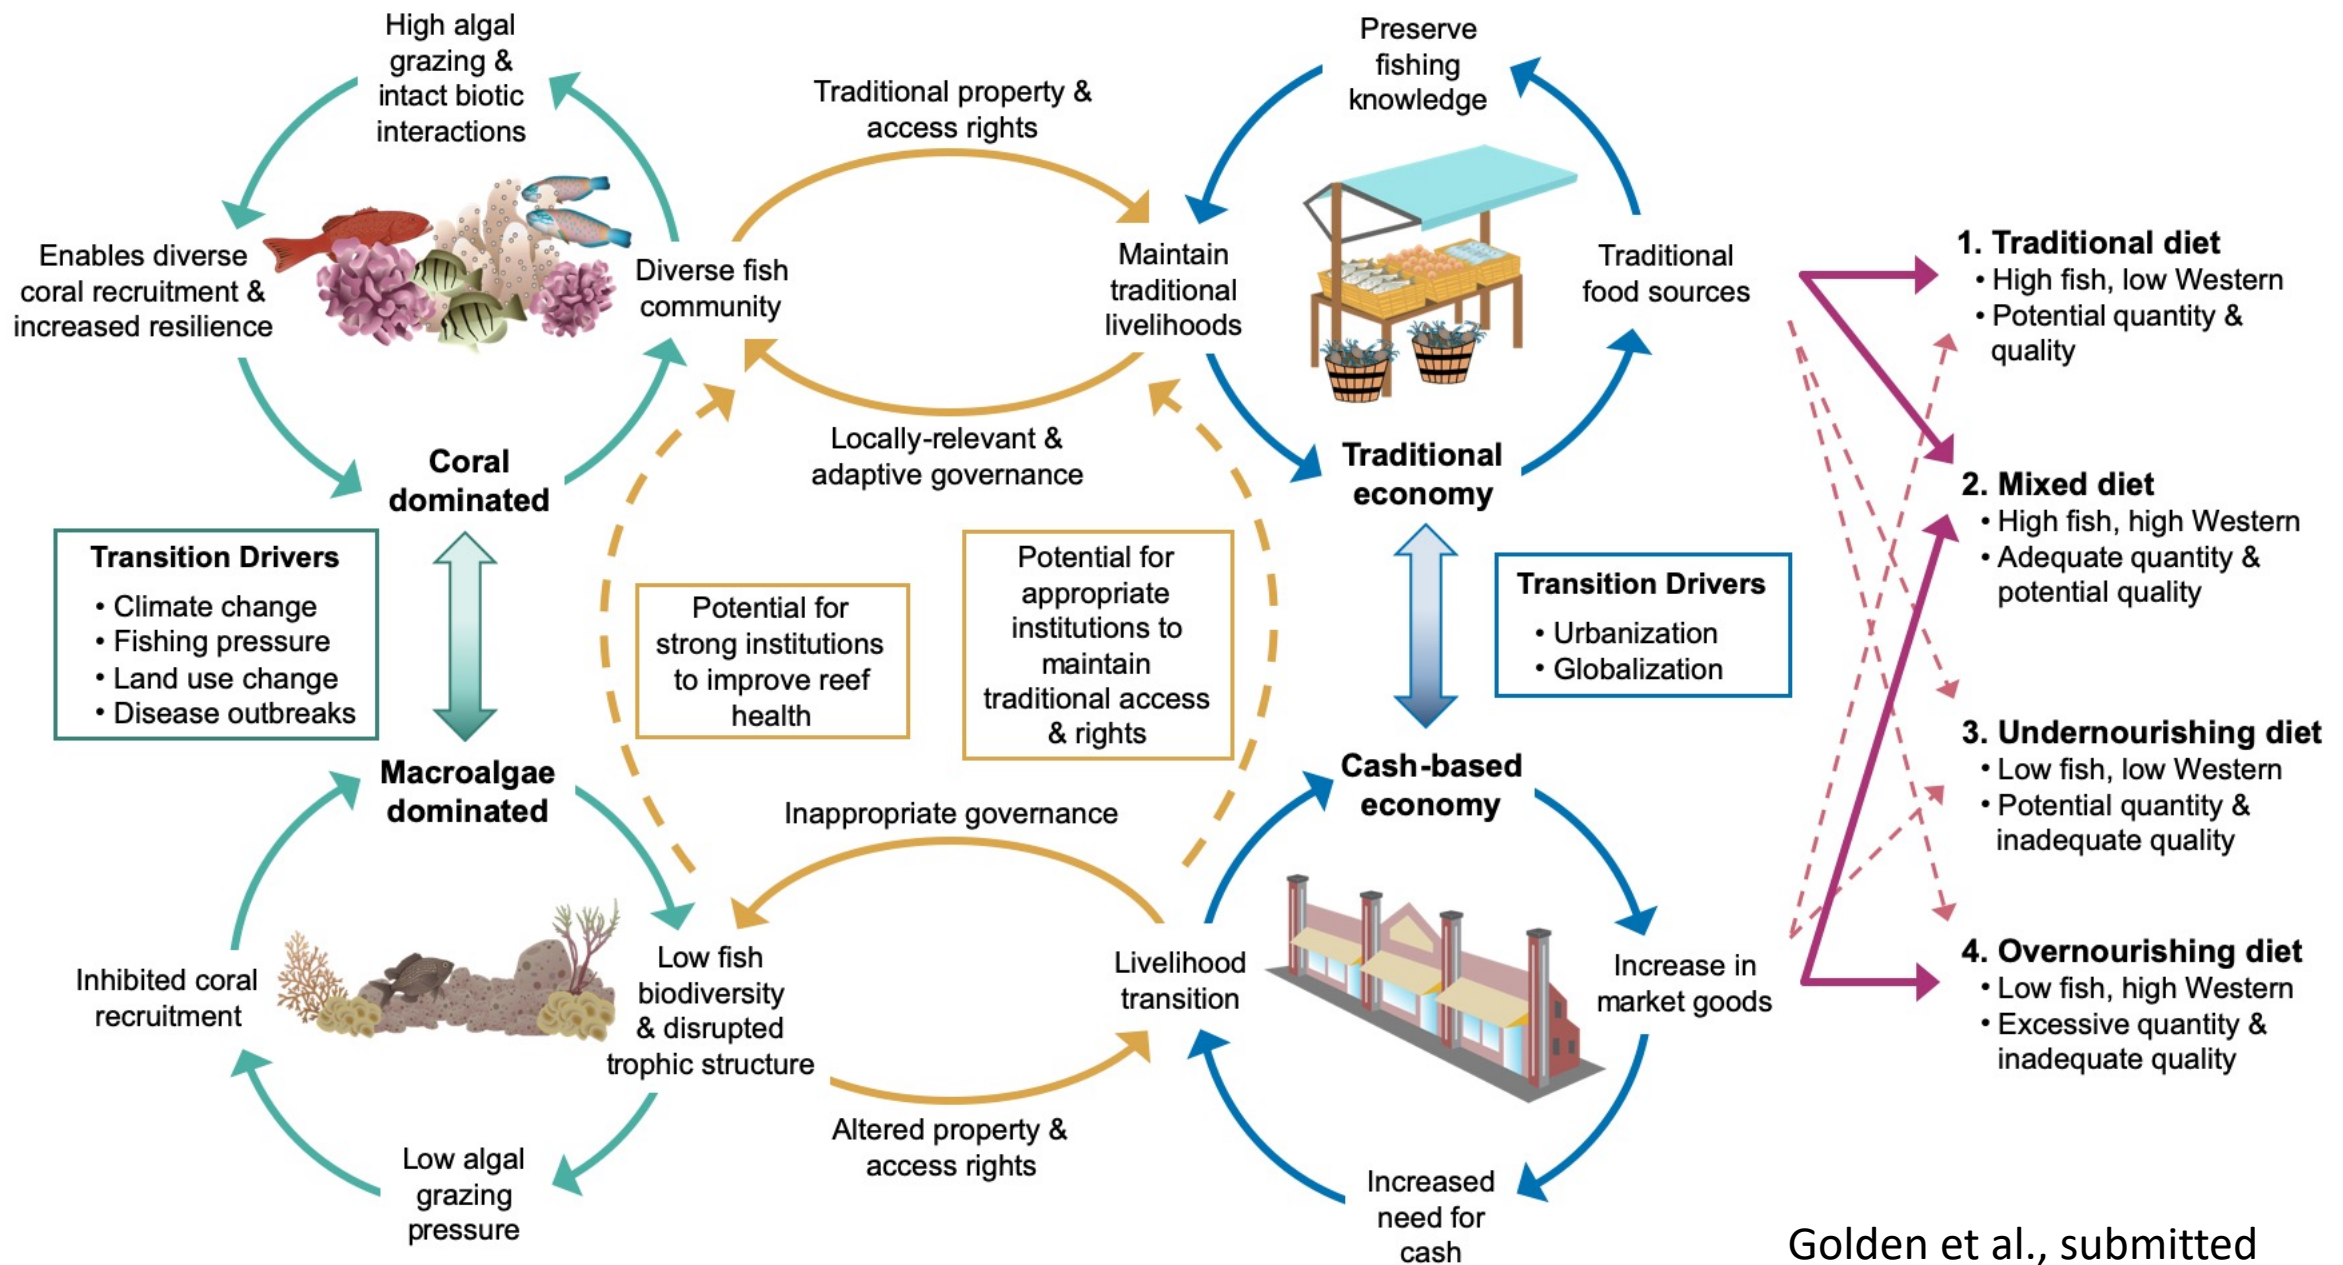 High algal
grazing &
intact biotic
interactions
Enables diverse
coral recruitment &
increased resilience
Diverse fish
community
Coral
dominated
Transition Drivers
• Climate change
• Fishing pressure
• Land use change
• Disease outbreaks
Macroalgae
dominated
Inhibited coral
recruitment
Low fish
biodiversity
& disrupted
trophic structure
Low algal
grazing
pressure
Traditional property &
access rights
Locally-relevant &
adaptive governance
Potential for
strong institutions
to improve reef
health
Potential for
appropriate
institutions to
maintain
traditional access
& rights
Inappropriate governance
Altered property &
access rights
Preserve
fishing
knowledge
Maintain
traditional
livelihoods
Traditional
food sources
Traditional
economy
Transition Drivers
• Urbanization
• Globalization
Cash-based
economy
Livelihood
transition
Increase in
market goods
Increased
need for
cash
1. Traditional diet
• High fish, low Western
• Potential quantity &
quality
2. Mixed diet
• High fish, high Western
• Adequate quantity &
potential quality
3. Undernourishing diet
• Low fish, low Western
• Potential quantity &
inadequate quality
4. Overnourishing diet
• Low fish, high Western
• Excessive quantity &
inadequate quality
Golden et al., submitted